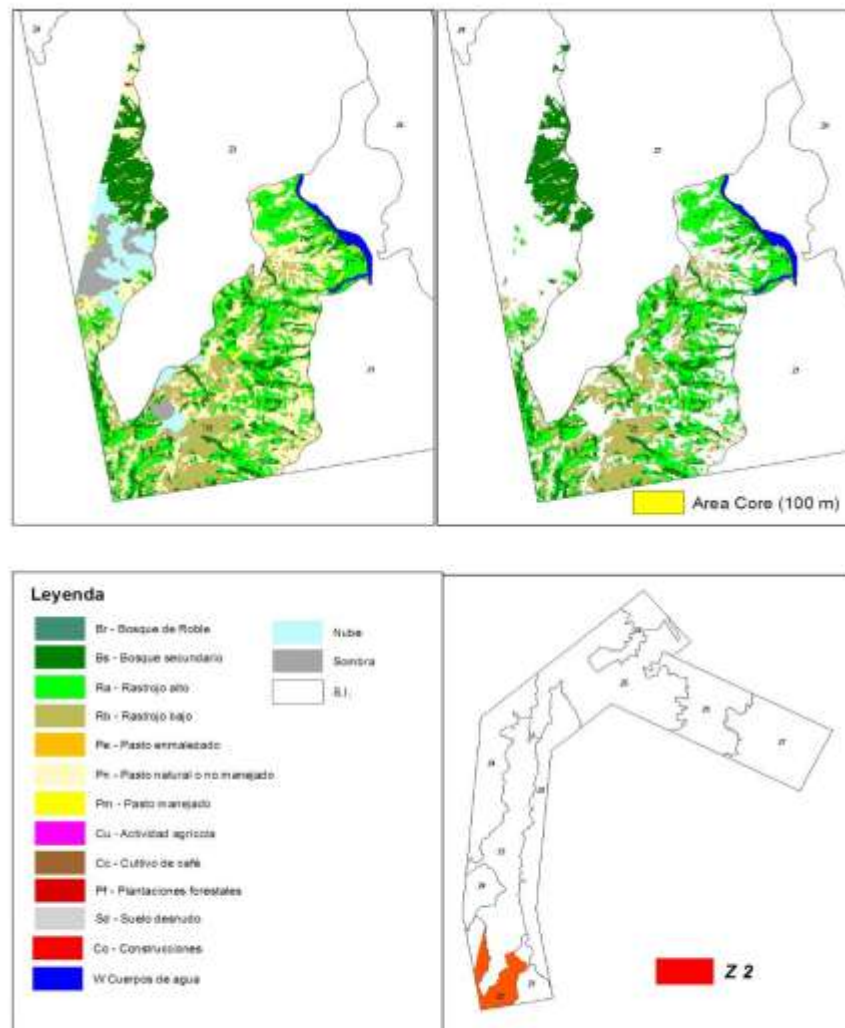 Area Core (100 m)
Leyenda
Br - Bosque de Roble
Bs - Bosque secundario
Ra - Rastrojo alto
Rb - Rastrojo bajo
Pe - Pasto enmalezado
Pn - Pasto natural o no manejado
Pm - Pasto manejado
Cu - Actividad agrícola
Cc - Cultivo de café
Pf - Plantaciones forestales
Sd - Suelo desnudo
Co - Construcciones
W Cuerpos de agua
Nube
Sombra
S.I.
Z 2